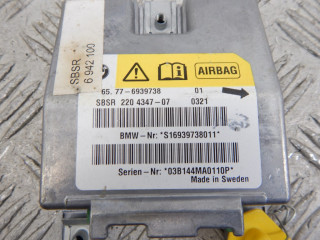 SBSR
6 942 100
AIRBAG
65. 77-6939738 01
SBSR 220 4347-07 0321
BMW-Nr: *S16939738011*
Serien-Nr: *03B144MA0110P*
Made in Sweden